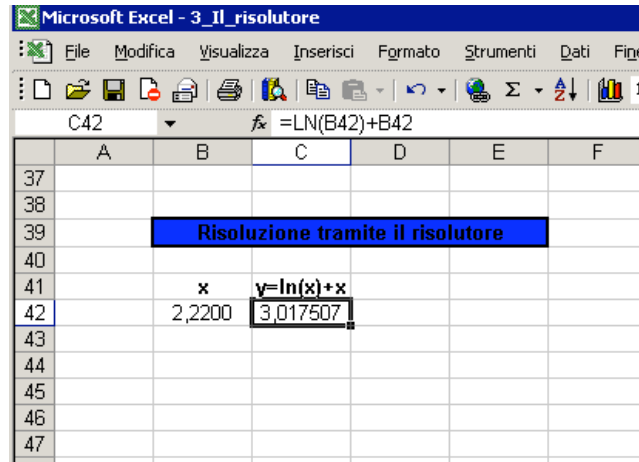 Microsoft Excel - 3_Il_risolutore
File Modifica Visualizza Inserisci Formato Strumenti Dati
C42 fx =LN(B42)+B42
A B C D E F
37
38
39 Risoluzione tramite il risolutore
40
41 x y=ln(x)+x
42 2,2200 3,017507
43
44
45
46
47